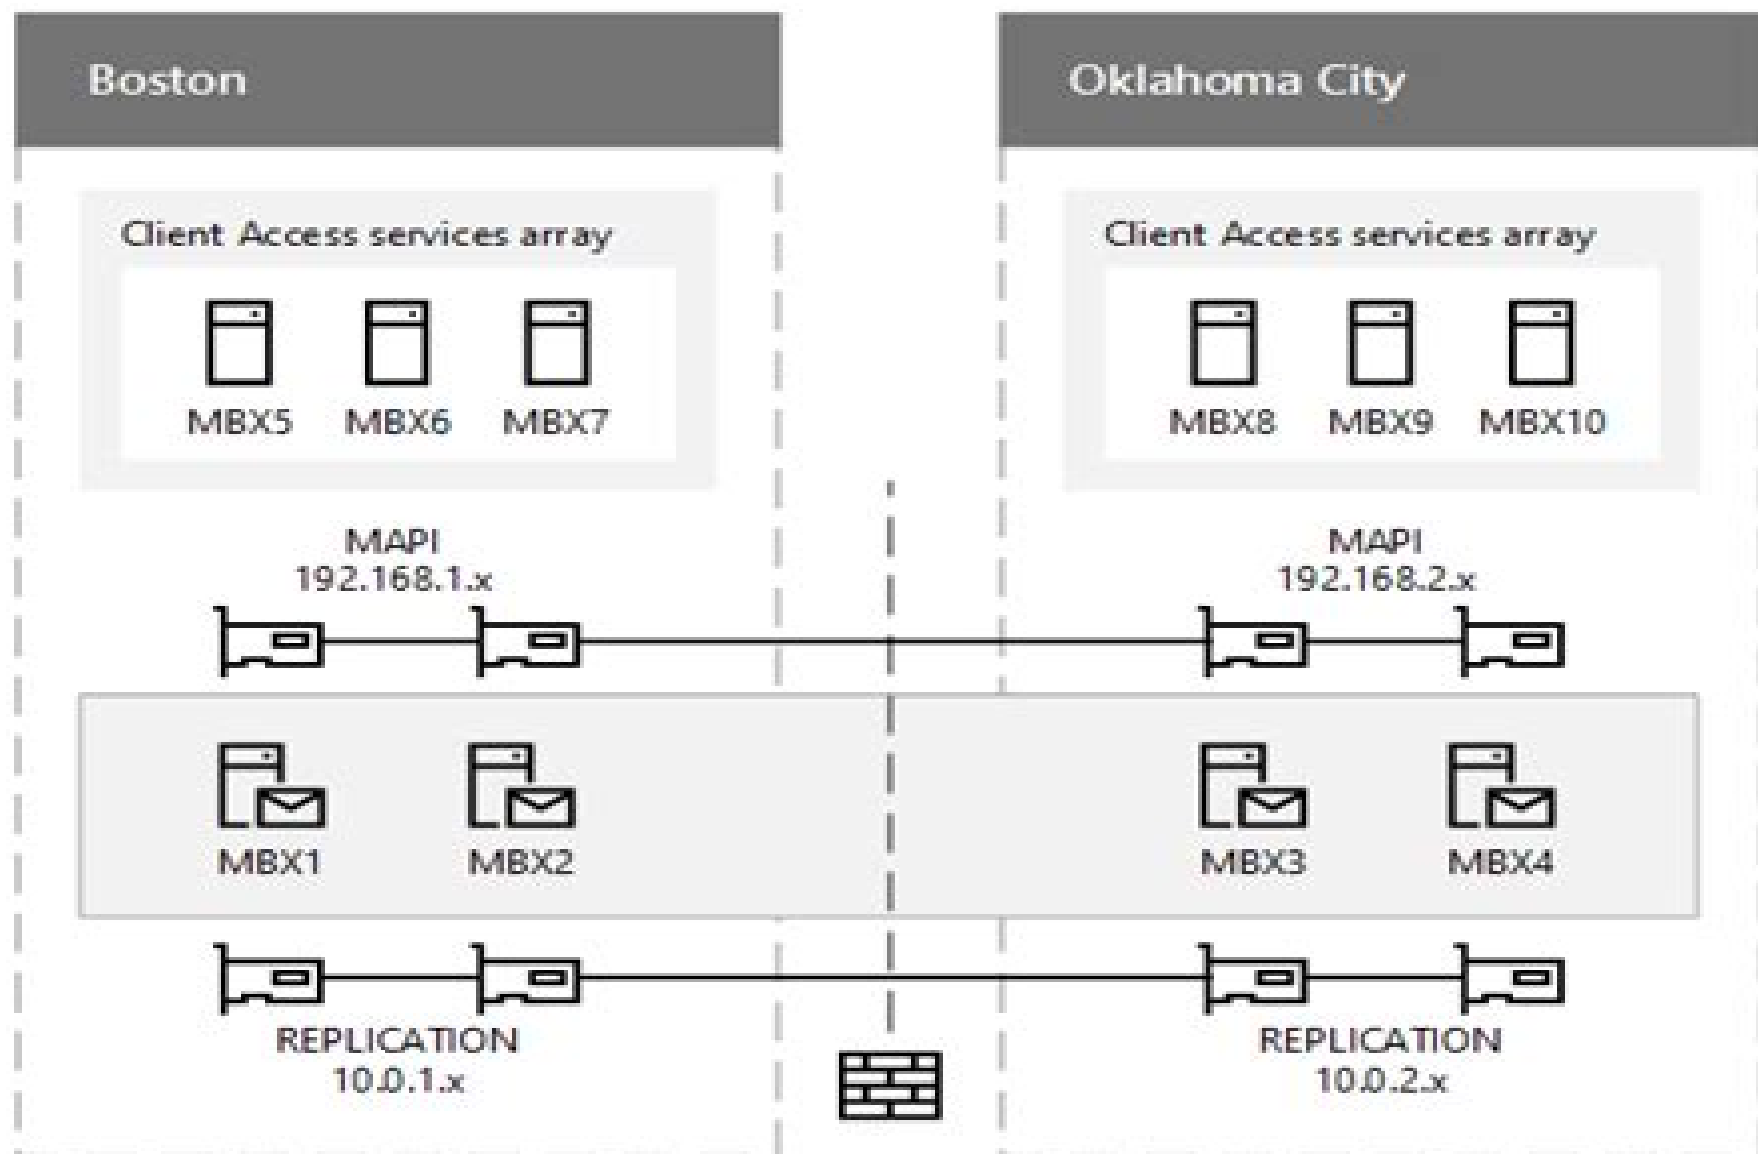 Boston
Client Access services array
MBX5 MBX6 MBX7
MAPI
192.168.1.x
MBX1 MBX2
REPLICATION
10.0.1.x
Oklahoma City
Client Access services array
MBX8 MBX9 MBX10
MAPI
192.168.2.x
MBX3 MBX4
REPLICATION
10.0.2.x